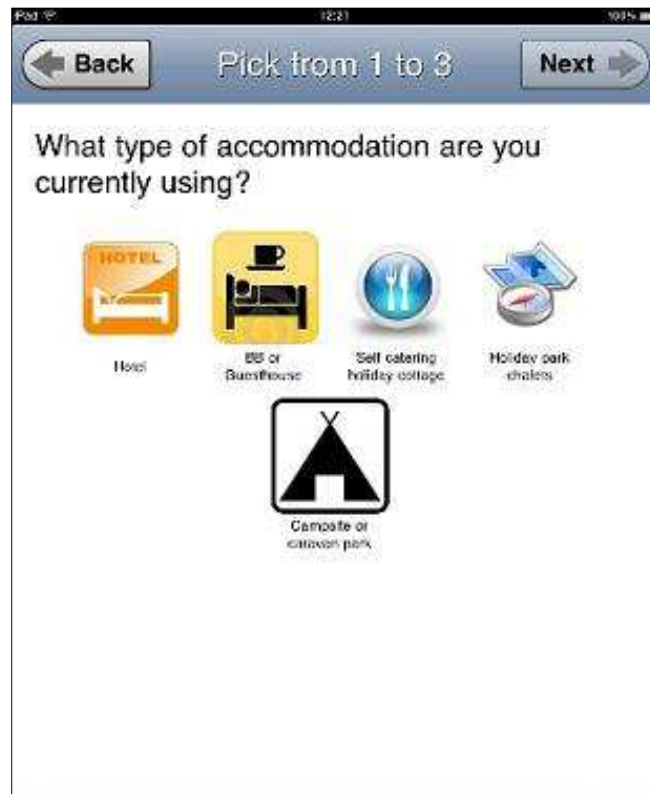 iPad 12:21 100%
Back Pick from 1 to 3 Next
What type of accommodation are you
currently using?
HOTEL
Hotel BB or Self catering Holiday park
Guesthouse holiday cottage chalets
Campsite or
caravan park